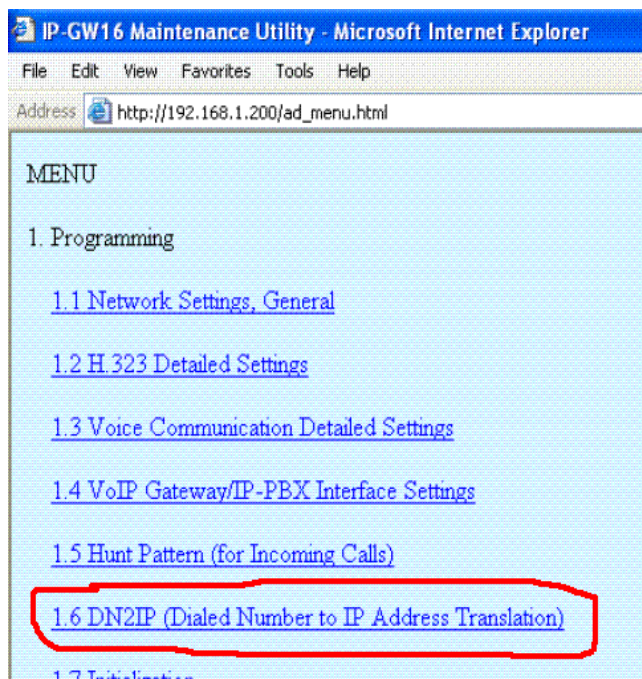 IP-GW16 Maintenance Utility - Microsoft Internet Explorer
File Edit View Favorites Tools Help
Address http://192.168.1.200/ad_menu.html
MENU
1. Programming
1.1 Network Settings, General
1.2 H.323 Detailed Settings
1.3 Voice Communication Detailed Settings
1.4 VoIP Gateway/IP-PBX Interface Settings
1.5 Hunt Pattern (for Incoming Calls)
1.6 DN2IP (Dialed Number to IP Address Translation)
1.7 Initialization